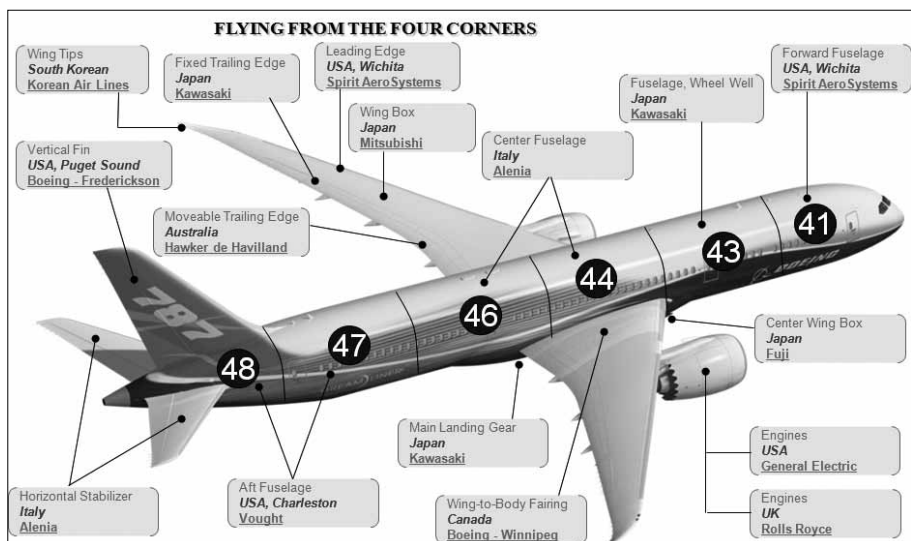 FLYING FROM THE FOUR CORNERS
Wing Tips
South Korean
Korean Air Lines
Fixed Trailing Edge
Japan
Kawasaki
Leading Edge
USA, Wichita
Spirit AeroSystems
Wing Box
Japan
Mitsubishi
Center Fuselage
Italy
Alenia
Fuselage, Wheel Well
Japan
Kawasaki
Forward Fuselage
USA, Wichita
Spirit AeroSystems
Vertical Fin
USA, Puget Sound
Boeing - Frederickson
Moveable Trailing Edge
Australia
Hawker de Havilland
41
43
44
46
47
48
787
BOEING
Center Wing Box
Japan
Fuji
Main Landing Gear
Japan
Kawasaki
Engines
USA
General Electric
Horizontal Stabilizer
Italy
Alenia
Aft Fuselage
USA, Charleston
Vought
Wing-to-Body Fairing
Canada
Boeing - Winnipeg
Engines
UK
Rolls Royce